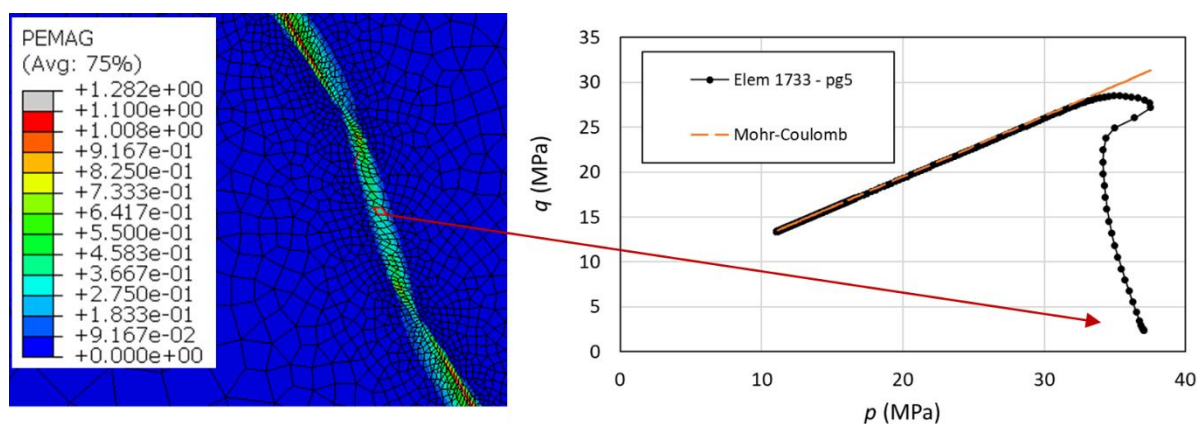 PEMAG
(Avg: 75%)
+1.282e+00
+1.100e+00
+1.008e+00
+9.167e-01
+8.250e-01
+7.333e-01
+6.417e-01
+5.500e-01
+4.583e-01
+3.667e-01
+2.750e-01
+1.833e-01
+9.167e-02
+0.000e+00
35
30
25
20
15
10
5
0
q (MPa)
Elem 1733 - pg5
Mohr-Coulomb
0
10
20
30
40
p (MPa)